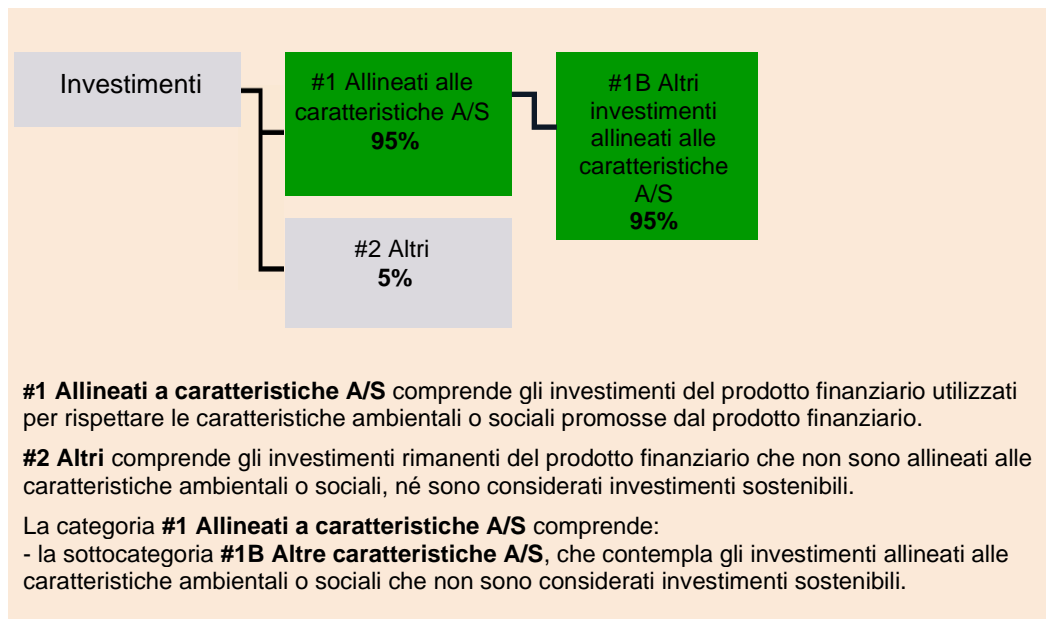 Investimenti
#1 Allineati alle
caratteristiche A/S
95%
#1B Altri
investimenti
allineati alle
caratteristiche
A/S
95%
#2 Altri
5%
#1 Allineati a caratteristiche A/S comprende gli investimenti del prodotto finanziario utilizzati
per rispettare le caratteristiche ambientali o sociali promosse dal prodotto finanziario.
#2 Altri comprende gli investimenti rimanenti del prodotto finanziario che non sono allineati alle
caratteristiche ambientali o sociali, né sono considerati investimenti sostenibili.
La categoria #1 Allineati a caratteristiche A/S comprende:
- la sottocategoria #1B Altre caratteristiche A/S, che contempla gli investimenti allineati alle
caratteristiche ambientali o sociali che non sono considerati investimenti sostenibili.